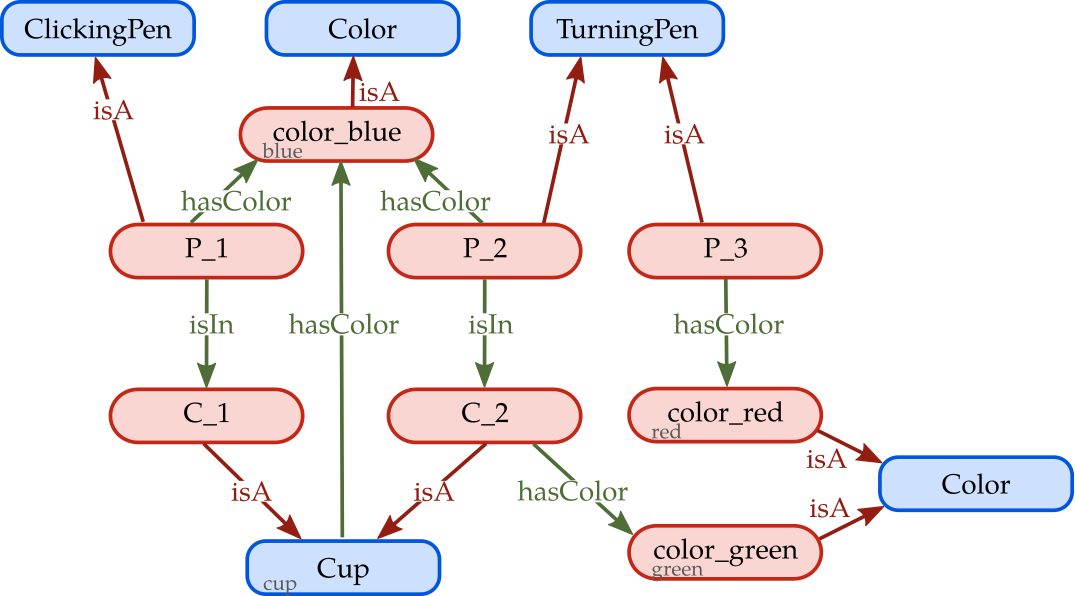 ClickingPen
Color
TurningPen
isA
isA
color_blue
blue
isA
isA
hasColor
hasColor
P_1
P_2
P_3
isIn
hasColor
isIn
hasColor
C_1
C_2
color_red
red
isA
isA
isA
hasColor
Color
isA
color_green
green
Cup
cup